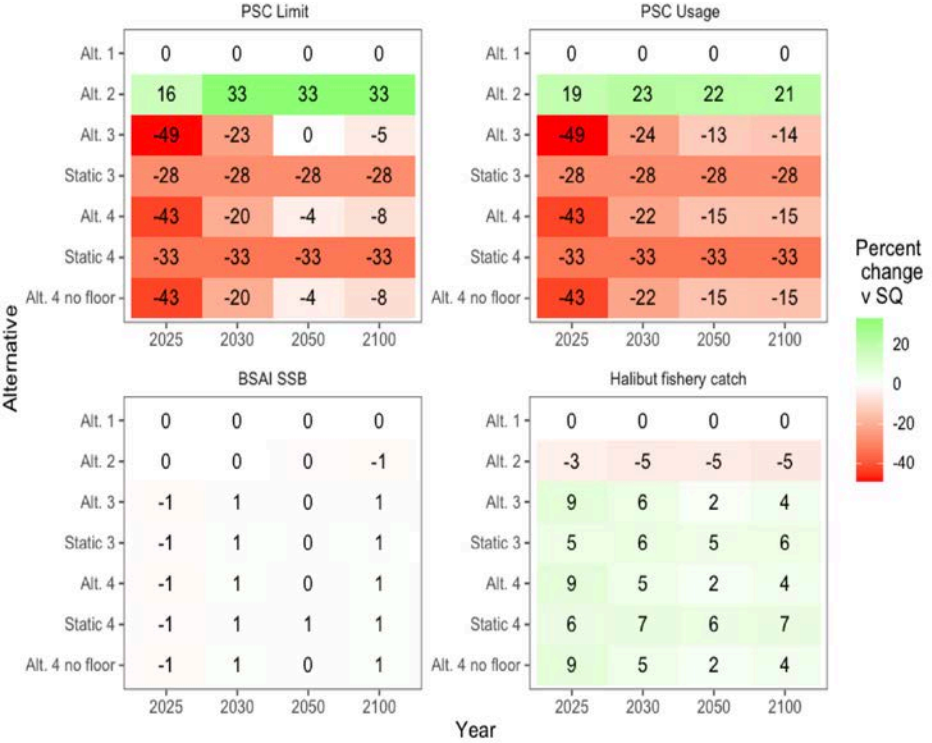 PSC Limit
PSC Usage
Alt. 1 0 0 0 0
Alt. 2 16 33 33 33
Alt. 3 -49 -23 0 -5
Static 3 -28 -28 -28 -28
Alt. 4 -43 -20 -4 -8
Static 4 -33 -33 -33 -33
Alt. 4 no floor -43 -20 -4 -8
2025 2030 2050 2100
Alt. 1 0 0 0 0
Alt. 2 19 23 22 21
Alt. 3 -49 -24 -13 -14
Static 3 -28 -28 -28 -28
Alt. 4 -43 -22 -15 -15
Static 4 -33 -33 -33 -33
Alt. 4 no floor -43 -22 -15 -15
2025 2030 2050 2100
BSAI SSB
Halibut fishery catch
Alt. 1 0 0 0 0
Alt. 2 0 0 0 -1
Alt. 3 -1 1 0 1
Static 3 -1 1 0 1
Alt. 4 -1 1 0 1
Static 4 -1 1 1 1
Alt. 4 no floor -1 1 0 1
2025 2030 2050 2100
Alt. 1 0 0 0 0
Alt. 2 -3 -5 -5 -5
Alt. 3 9 6 2 4
Static 3 5 6 5 6
Alt. 4 9 5 2 4
Static 4 6 7 6 7
Alt. 4 no floor 9 5 2 4
2025 2030 2050 2100
Alternative
Year
Percent
change
v SQ
20
0
-20
-40